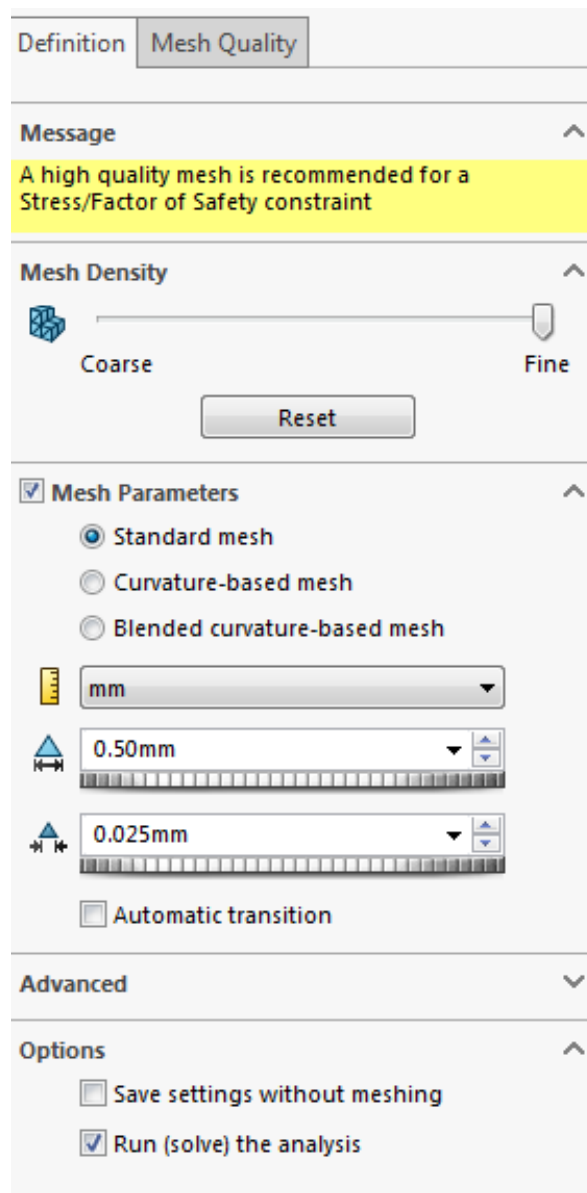 Definition
Mesh Quality
Message
A high quality mesh is recommended for a
Stress/Factor of Safety constraint
Mesh Density
Coarse
Fine
Reset
Mesh Parameters
Standard mesh
Curvature-based mesh
Blended curvature-based mesh
mm
0.50mm
0.025mm
Automatic transition
Advanced
Options
Save settings without meshing
Run (solve) the analysis